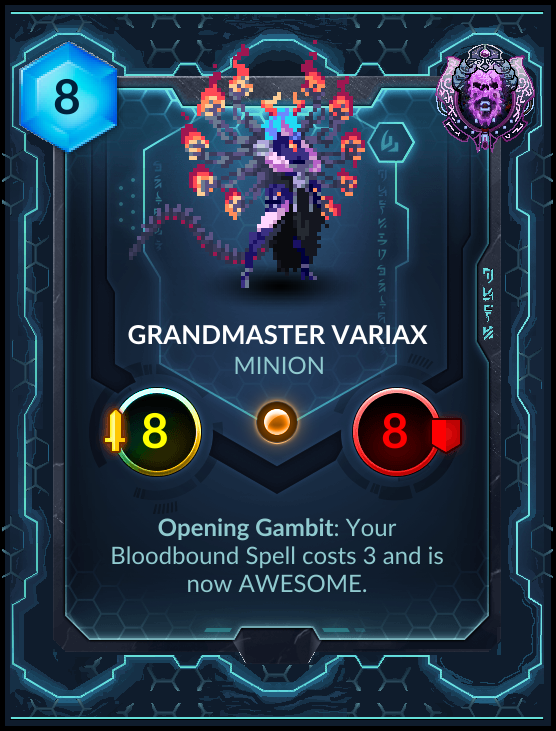 8
GRANDMASTER VARIAX
MINION
8 8
Opening Gambit: Your
Bloodbound Spell costs 3 and is
now AWESOME.